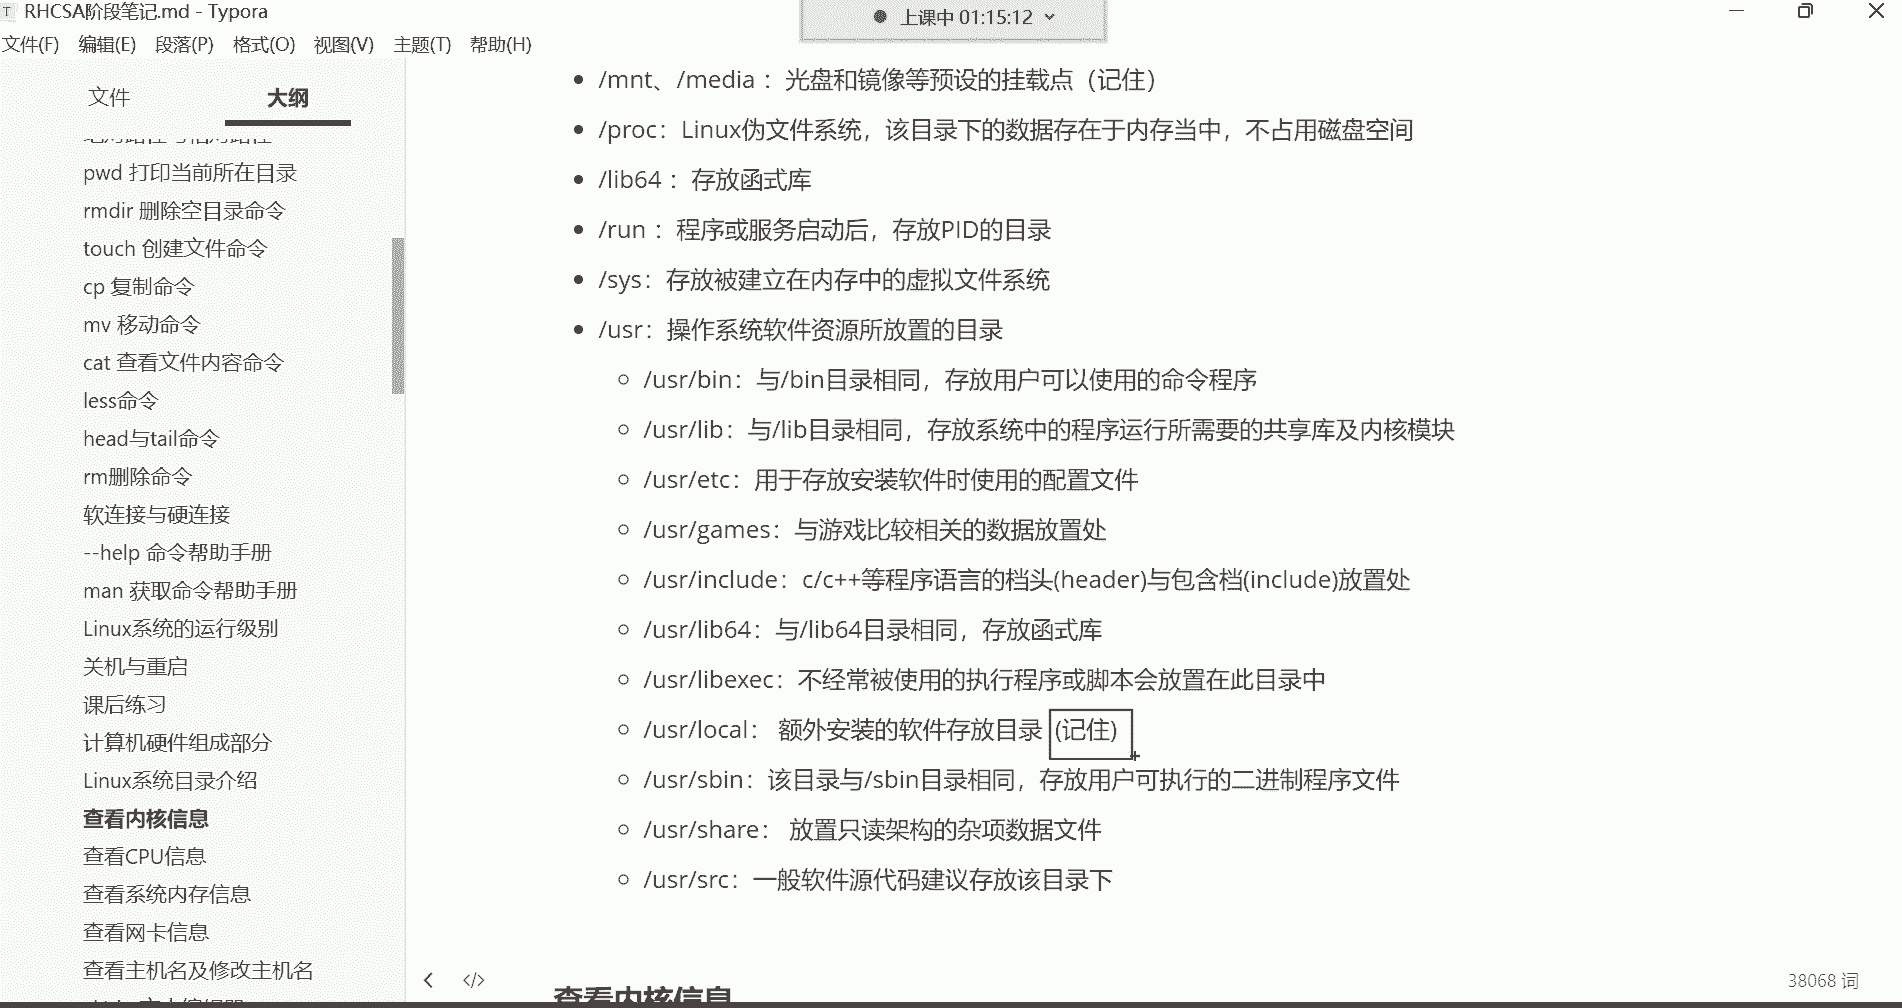 RHCSA阶段笔记.md - Typora
上课中 01:15:12
文件(F) 编辑(E) 段落(P) 格式(O) 视图(V) 主题(T) 帮助(H)
文件 大纲
pwd 打印当前所在目录
rmdir 删除空目录命令
touch 创建文件命令
cp 复制命令
mv 移动命令
cat 查看文件内容命令
less命令
head与tail命令
rm删除命令
软连接与硬连接
--help 命令帮助手册
man 获取命令帮助手册
Linux系统的运行级别
关机与重启
课后练习
计算机硬件组成部分
Linux系统目录介绍
查看内核信息
查看CPU信息
查看系统内存信息
查看网卡信息
查看主机名及修改主机名
/mnt、/media ：光盘和镜像等预设的挂载点（记住）
/proc：Linux伪文件系统，该目录下的数据存在于内存当中，不占用磁盘空间
/lib64 ：存放函式库
/run ：程序或服务启动后，存放PID的目录
/sys：存放被建立在内存中的虚拟文件系统
/usr：操作系统软件资源所放置的目录
/usr/bin：与/bin目录相同，存放用户可以使用的命令程序
/usr/lib：与/lib目录相同，存放系统中的程序运行所需要的共享库及内核模块
/usr/etc：用于存放安装软件时使用的配置文件
/usr/games：与游戏比较相关的数据放置处
/usr/include：c/c++等程序语言的档头(header)与包含档(include)放置处
/usr/lib64：与/lib64目录相同，存放函式库
/usr/libexec：不经常被使用的执行程序或脚本会放置在此目录中
/usr/local： 额外安装的软件存放目录 (记住)
/usr/sbin：该目录与/sbin目录相同，存放用户可执行的二进制程序文件
/usr/share： 放置只读架构的杂项数据文件
/usr/src：一般软件源代码建议存放该目录下
查看内核信息
38068 词